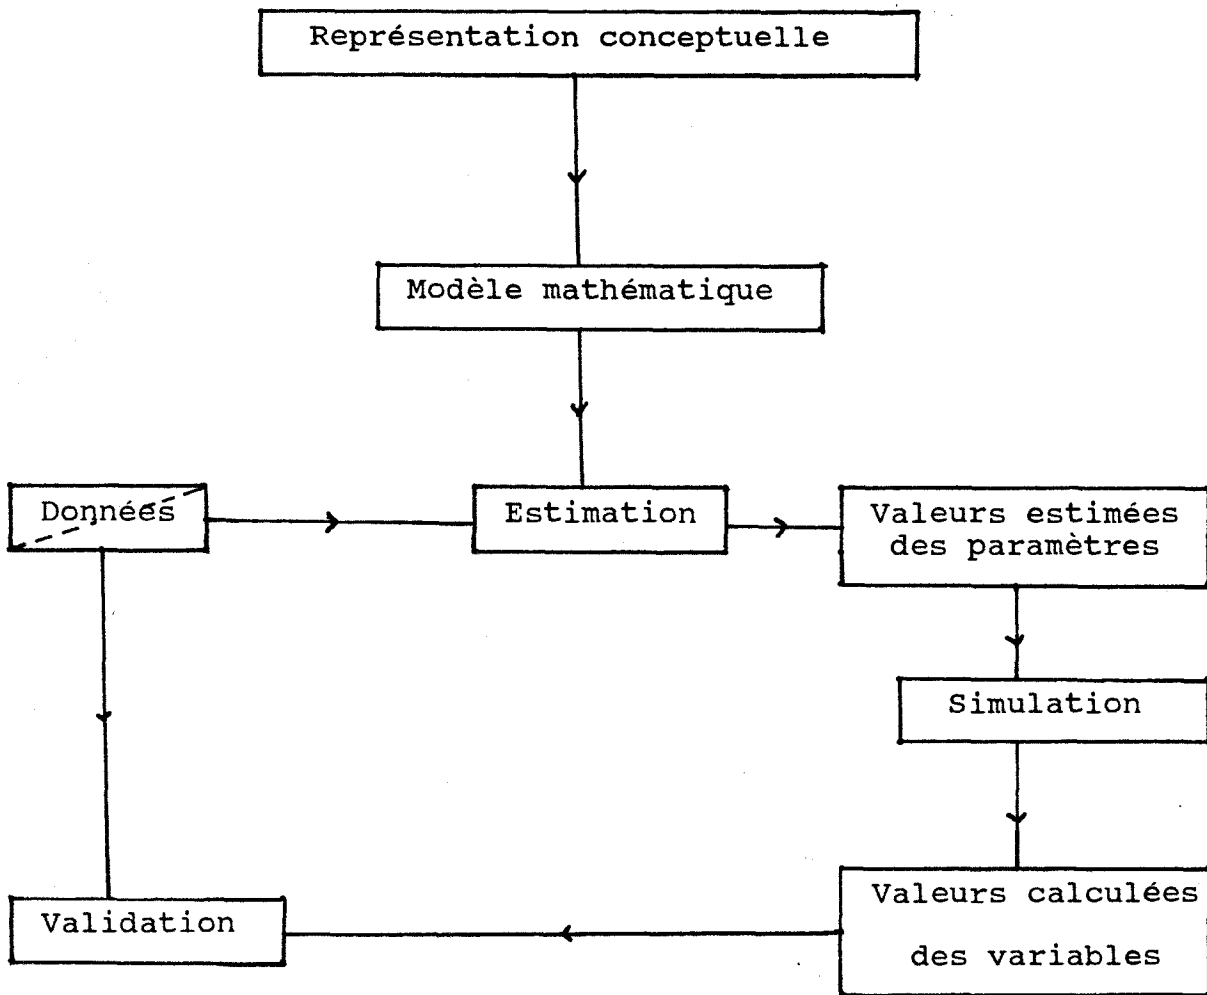 Représentation conceptuelle
Modèle mathématique
Données
Estimation
Valeurs estimées
des paramètres
Simulation
Valeurs calculées
des variables
Validation